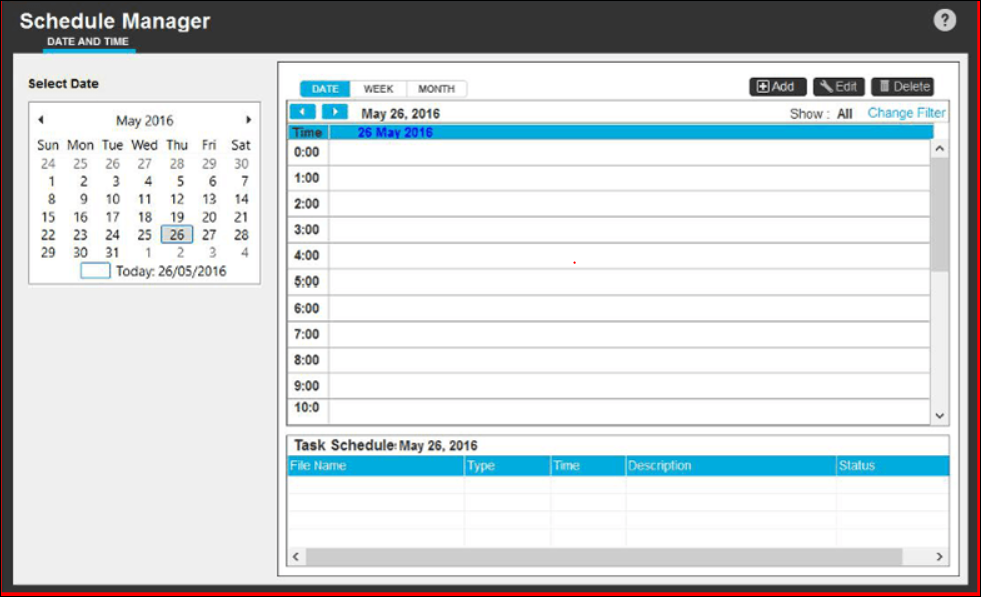 Schedule Manager
?
DATE AND TIME
Select Date
May 2016
Sun Mon Tue Wed Thu Fri Sat
24 25 26 27 28 29 30
1 2 3 4 5 6 7
8 9 10 11 12 13 14
15 16 17 18 19 20 21
22 23 24 25 26 27 28
29 30 31 1 2 3 4
Today: 26/05/2016
DATE WEEK MONTH
Add Edit Delete
May 26, 2016
Show : All Change Filter
Time 26 May 2016
0:00
1:00
2:00
3:00
4:00
5:00
6:00
7:00
8:00
9:00
10:0
Task Schedule: May 26, 2016
File Name Type Time Description Status